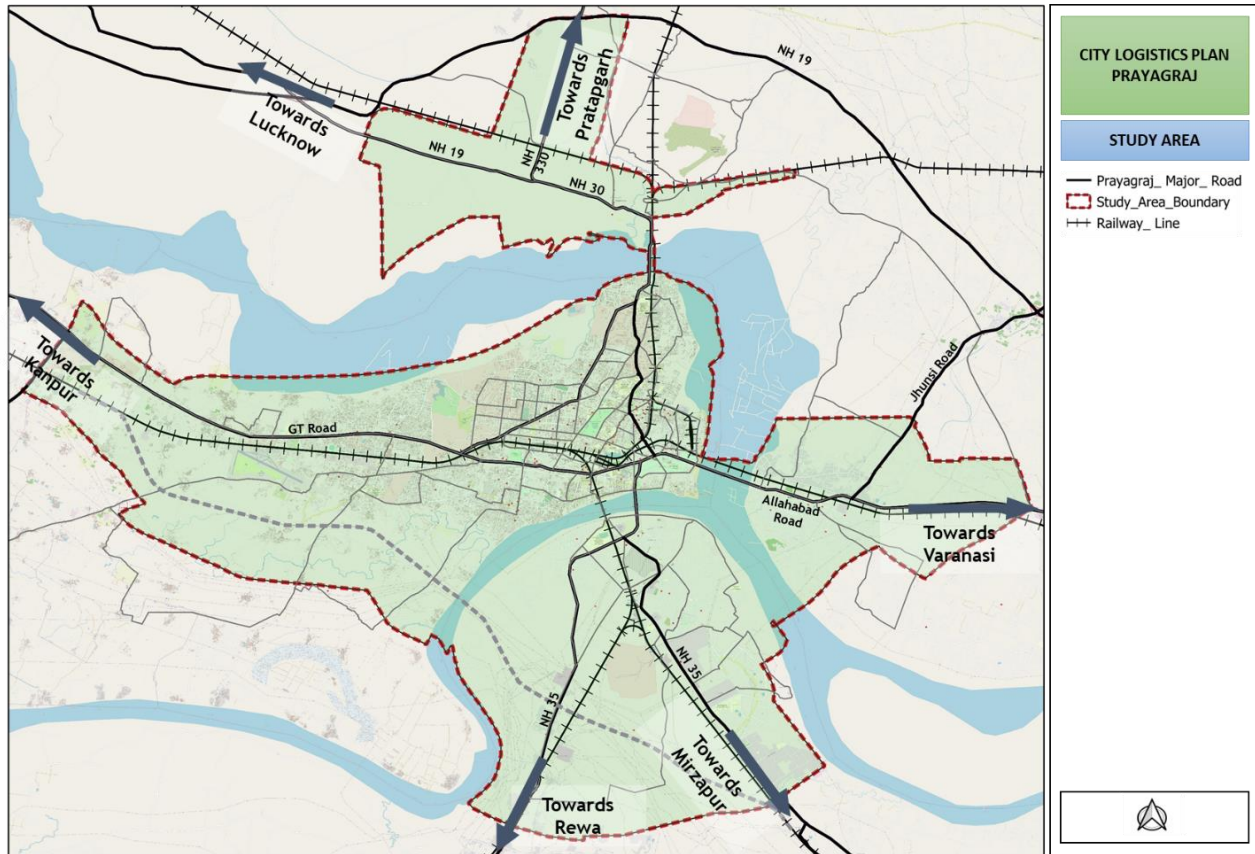 CITY LOGISTICS PLAN
PRAYAGRAJ
STUDY AREA
Prayagraj_ Major_ Road
Study_Area_Boundary
Railway_ Line
NH 19
Towards
Pratapgarh
Towards
Lucknow
NH 19
NH
330
NH 30
Towards
Kanpur
GT Road
Jhunsi Road
Allahabad
Road
Towards
Varanasi
NH 35
NH 35
Towards
Mirzapur
Towards
Rewa